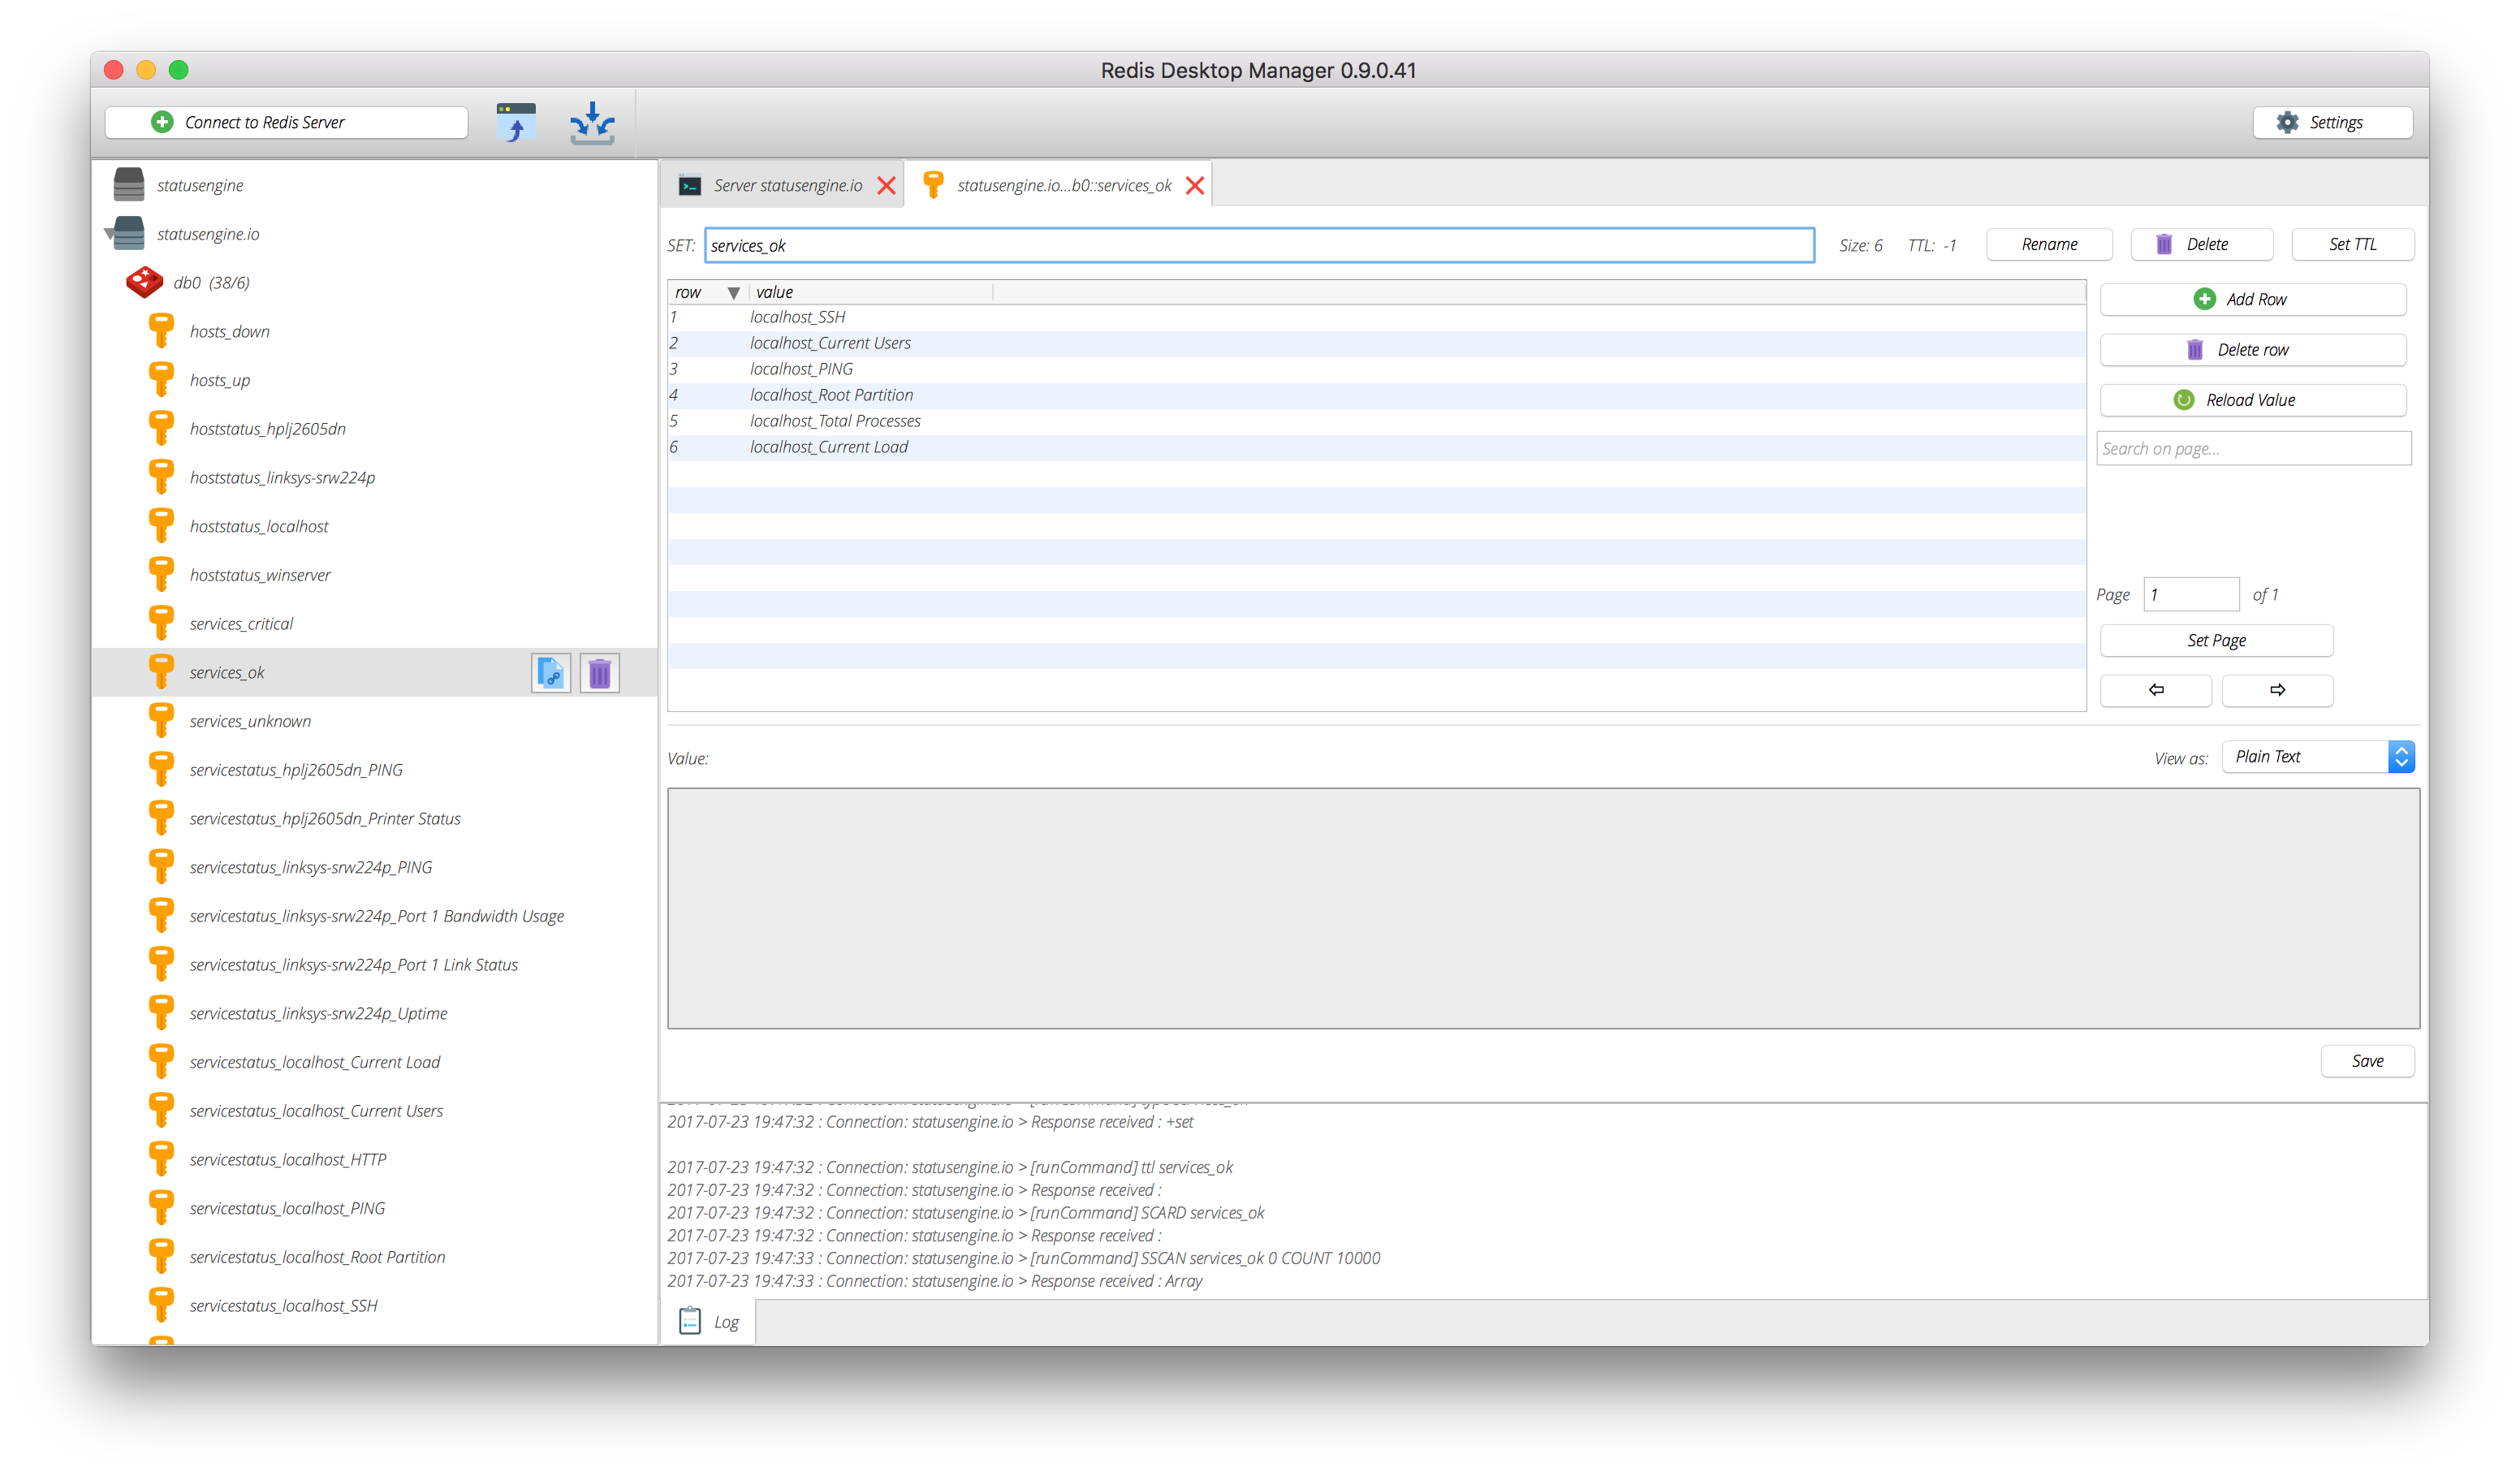 Redis Desktop Manager 0.9.0.41
Connect to Redis Server
Settings
statusengine
statusengine.io
db0 (38/6)
hosts_down
hosts_up
hoststatus_hplj2605dn
hoststatus_linksys-srw224p
hoststatus_localhost
hoststatus_winserver
services_critical
services_ok
services_unknown
servicestatus_hplj2605dn_PING
servicestatus_hplj2605dn_Printer Status
servicestatus_linksys-srw224p_PING
servicestatus_linksys-srw224p_Port 1 Bandwidth Usage
servicestatus_linksys-srw224p_Port 1 Link Status
servicestatus_linksys-srw224p_Uptime
servicestatus_localhost_Current Load
servicestatus_localhost_Current Users
servicestatus_localhost_HTTP
servicestatus_localhost_PING
servicestatus_localhost_Root Partition
servicestatus_localhost_SSH
Server statusengine.io
statusengine.io...b0::services_ok
SET: services_ok Size: 6 TTL: -1 Rename Delete Set TTL
row value
1 localhost_SSH
2 localhost_Current Users
3 localhost_PING
4 localhost_Root Partition
5 localhost_Total Processes
6 localhost_Current Load
Add Row
Delete row
Reload Value
Search on page...
Page 1 of 1
Set Page
Value:
View as: Plain Text
Save
2017-07-23 19:47:32 : Connection: statusengine.io > Response received : +set
2017-07-23 19:47:32 : Connection: statusengine.io > [runCommand] ttl services_ok
2017-07-23 19:47:32 : Connection: statusengine.io > Response received :
2017-07-23 19:47:32 : Connection: statusengine.io > [runCommand] SCARD services_ok
2017-07-23 19:47:32 : Connection: statusengine.io > Response received :
2017-07-23 19:47:33 : Connection: statusengine.io > [runCommand] SSCAN services_ok 0 COUNT 10000
2017-07-23 19:47:33 : Connection: statusengine.io > Response received : Array
Log